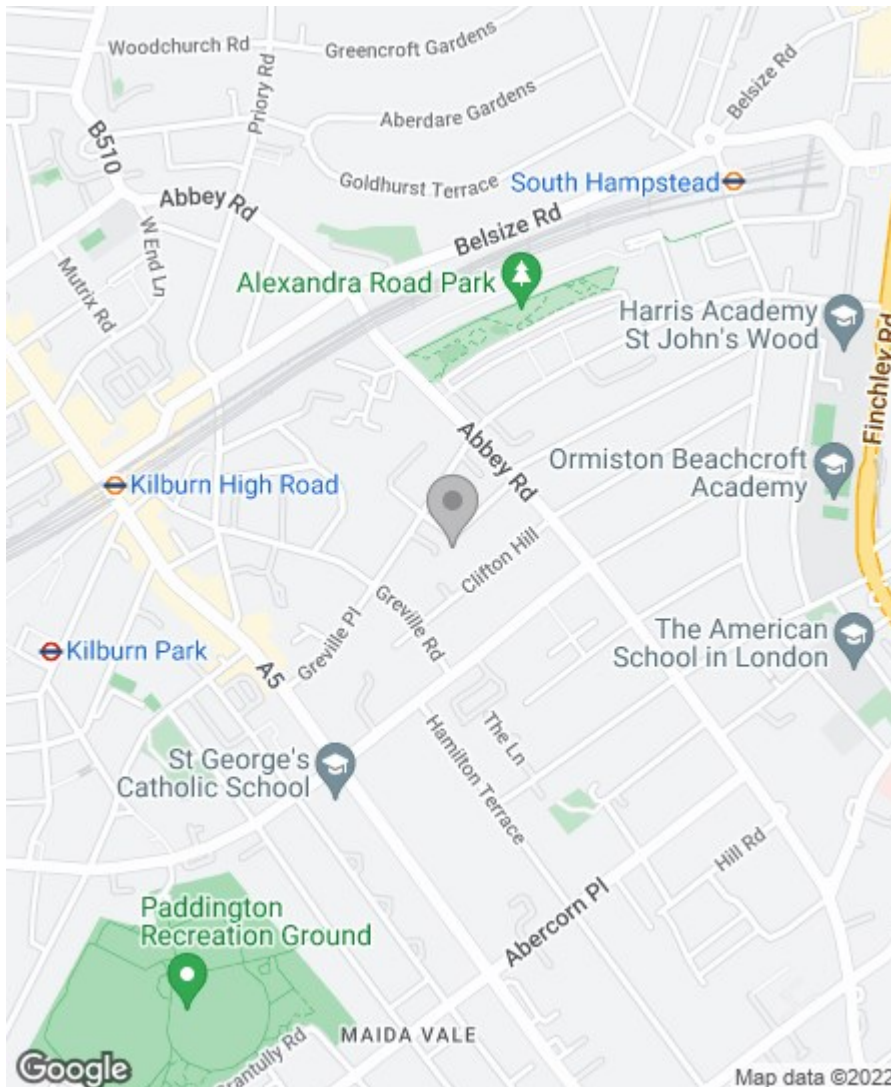 Woodchurch Rd
Greencroft Gardens
Priory Rd
Belsize Rd
Aberdare Gardens
B510
Goldhurst Terrace
South Hampstead
Abbey Rd
W End Ln
Belsize Rd
Mutrix Rd
Alexandra Road Park
Harris Academy
St John's Wood
Finchley Rd
Abbey Rd
Ormiston Beachcroft
Academy
Kilburn High Road
Clifton Hill
Greville Pl
Greville Rd
The American
School in London
Kilburn Park
A5
The Ln
St George's
Catholic School
Hamilton Terrace
Hill Rd
Abercorn Pl
Paddington
Recreation Ground
MAIDA VALE
Grantully Rd
Google
Map data ©2022